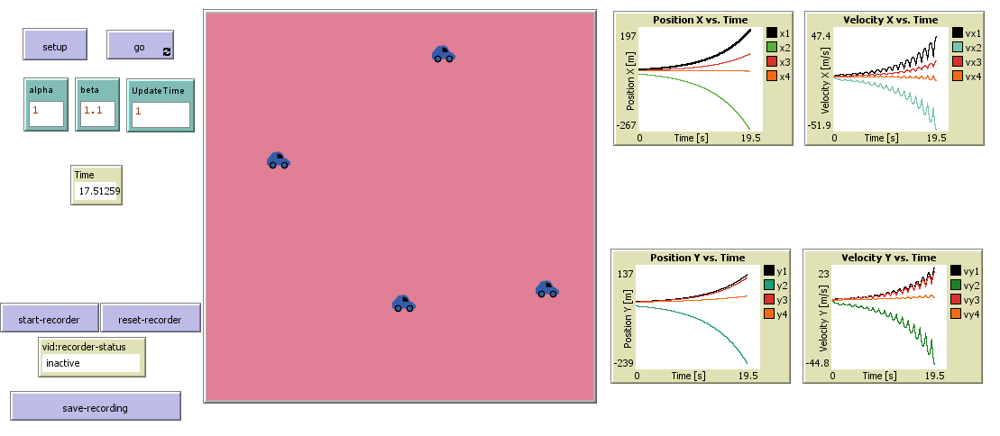 setup
go
alpha
1
beta
1.1
UpdateTime
1
Time
17.51259
start-recorder
reset-recorder
vid:recorder-status
inactive
save-recording
Position X vs. Time
197
Position X [m]
-267
0
Time [s]
19.5
x1
x2
x3
x4
Velocity X vs. Time
47.4
Velocity X [m/s]
-51.9
0
Time [s]
19.5
vx1
vx2
vx3
vx4
Position Y vs. Time
137
Position Y [m]
-239
0
Time [s]
19.5
y1
y2
y3
y4
Velocity Y vs. Time
23
Velocity Y [m/s]
-44.8
0
Time [s]
19.5
vy1
vy2
vy3
vy4